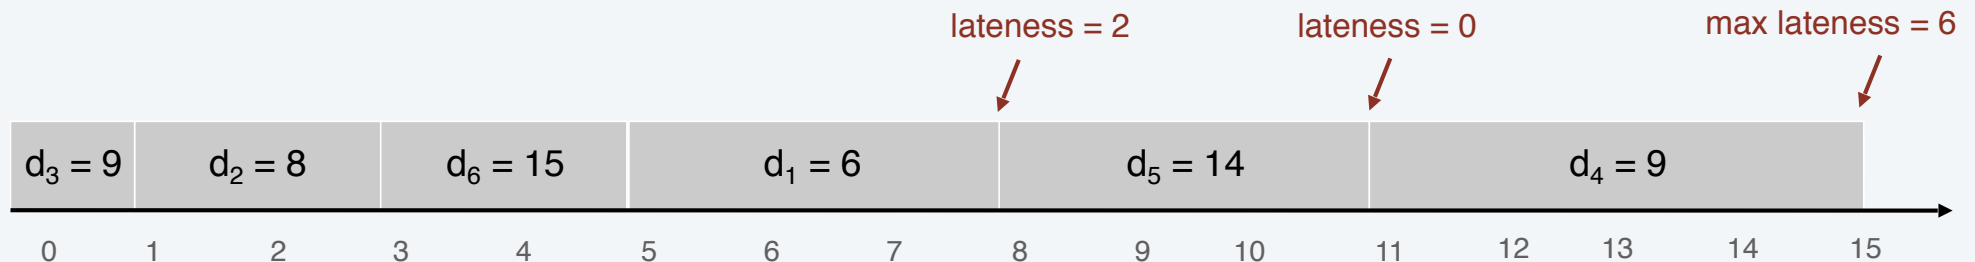 lateness = 2 lateness = 0 max lateness = 6
d₃ = 9 d₂ = 8 d₆ = 15 d₁ = 6 d₅ = 14 d₄ = 9
0 1 2 3 4 5 6 7 8 9 10 11 12 13 14 15